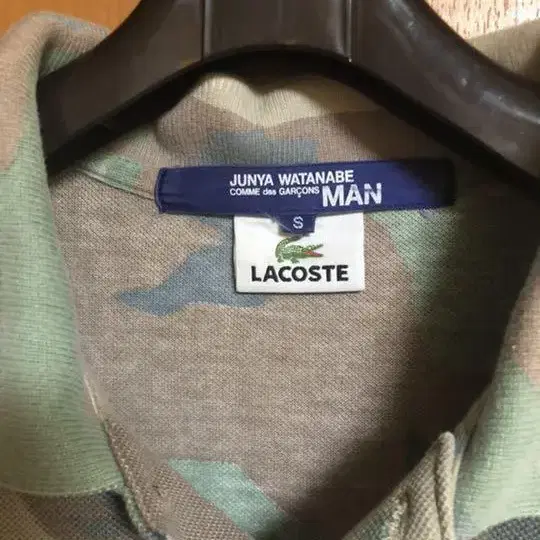 JUNYA WATANABE
COMME des GARÇONS MAN
S
LACOSTE